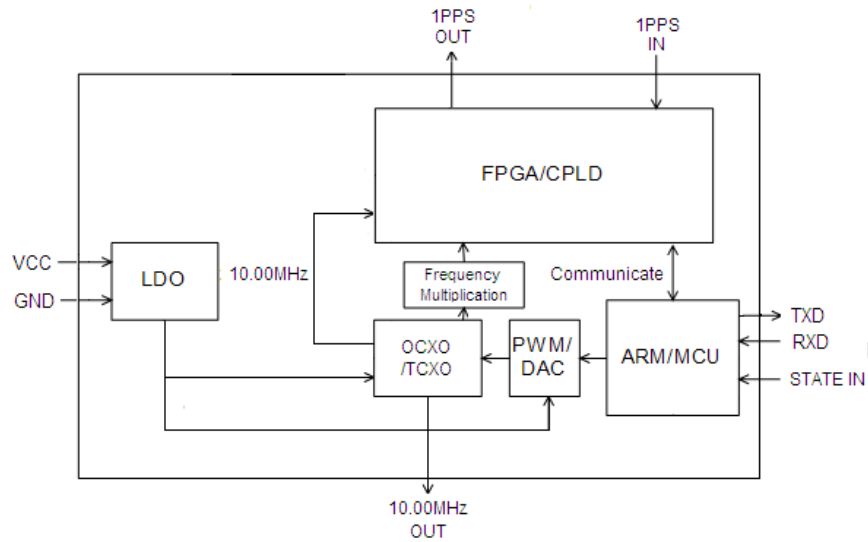 1PPS
OUT
1PPS
IN
FPGA/CPLD
VCC
GND
LDO
10.00MHz
Frequency
Multiplication
Communicate
OCXO
/TCXO
PWM/
DAC
ARM/MCU
TXD
RXD
STATE IN
10.00MHz
OUT